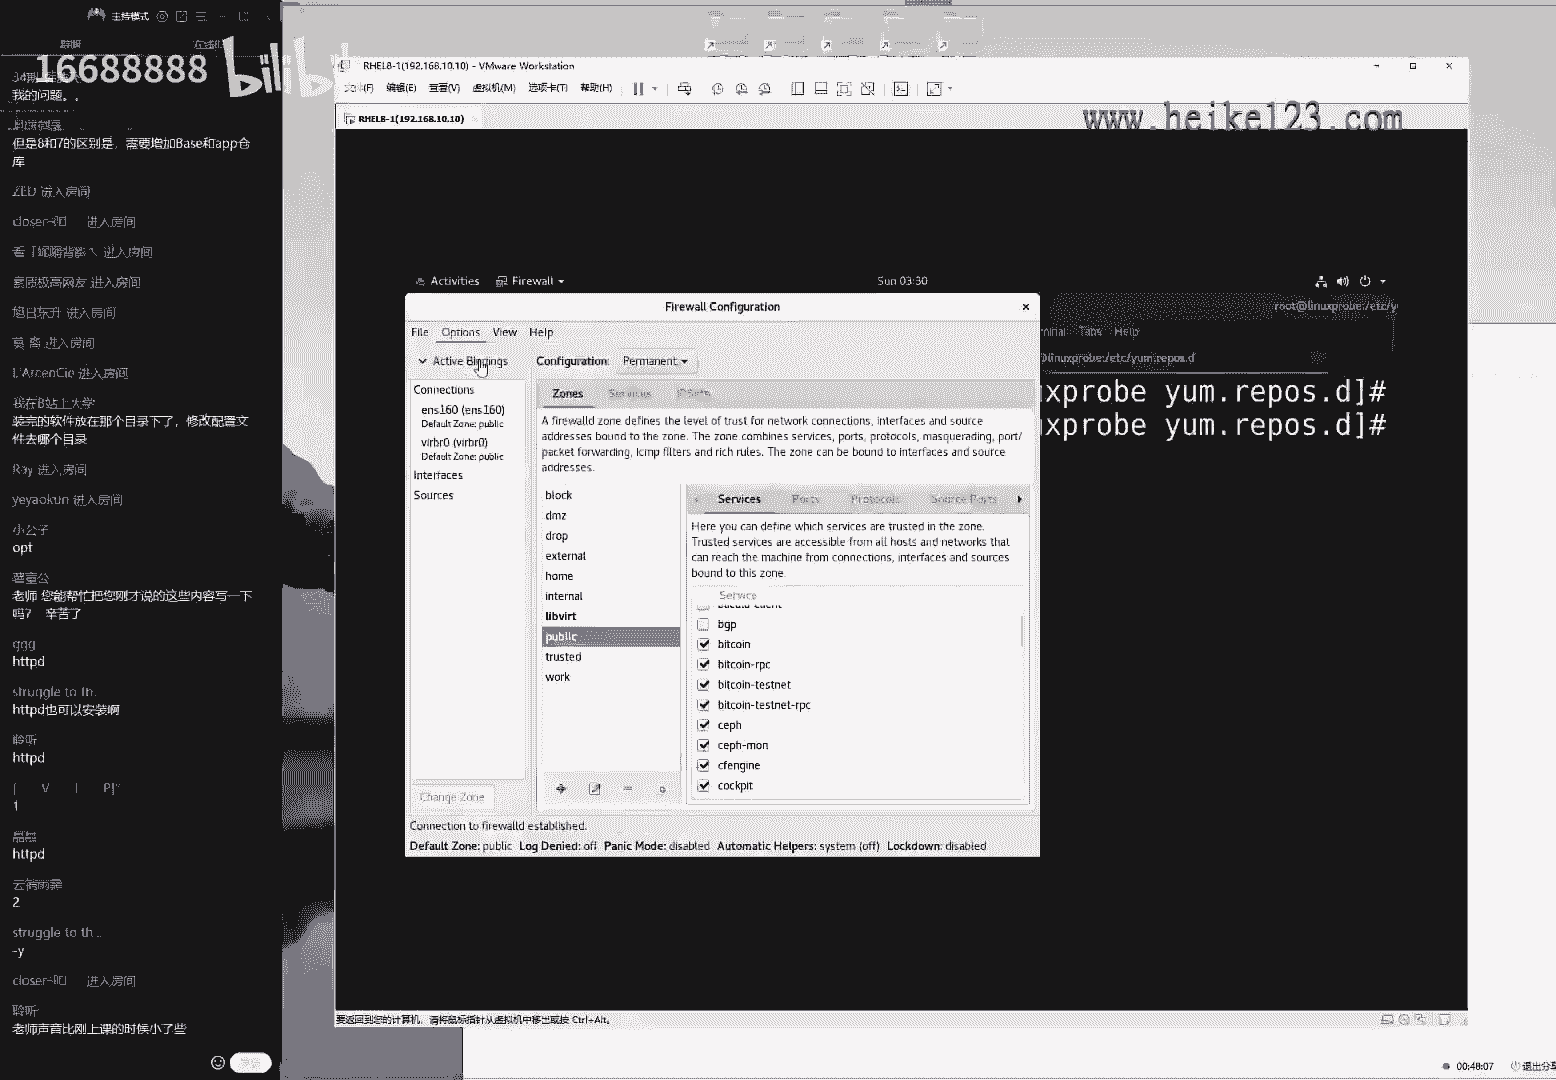 主持模式
16688888
bilibi
我的问题。。
但是8和7的区别是，需要增加Base和app仓
库
ZED 进入房间
进入房间
进入房间
素质极高网友 进入房间
旭日东升 进入房间
进入房间
L'ArcenCie 进入房间
我在B站上大学
装完的软件放在那个目录下了，修改配置文
件去哪个目录
Ray 进入房间
yeyaokun 进入房间
小公子
opt
老师 您能帮忙把您刚才说的这些内容写一下
吗？ 辛苦了
ggg
httpd
struggle to th..
httpd也可以安装啊
聆听
httpd
[ V I P]
1
httpd
2
struggle to th..
-y
进入房间
聆听
老师声音比刚上课的时候小了些
RHEL8-1(192.168.10.10) - VMware Workstation
文件(F) 编辑(E) 查看(V) 虚拟机(M) 选项卡(T) 帮助(H)
RHEL8-1(192.168.10.10)
www.heike123.com
Activities Firewall Sun 03:30
Firewall Configuration
File Options View Help
Active Bindings
Configuration: Permanent
Connections
ens160 (ens160)
Default Zone: public
virbr0 (virbr0)
Default Zone: public
Interfaces
Sources
Change Zone
Zones Services IPSets
A firewalld zone defines the level of trust for network connections, interfaces and source
addresses bound to the zone. The zone combines services, ports, protocols, masquerading, port/
packet forwarding, icmp filters and rich rules. The zone can be bound to interfaces and source
addresses.
block
dmz
drop
external
home
internal
libvirt
public
trusted
work
Services Ports Protocols Source Ports
Here you can define which services are trusted in the zone.
Trusted services are accessible from all hosts and networks that
can reach the machine from connections, interfaces and sources
bound to this zone.
Service
bacula-client
bgp
bitcoin
bitcoin-rpc
bitcoin-testnet
bitcoin-testnet-rpc
ceph
ceph-mon
cfengine
cockpit
Connection to firewalld established.
Default Zone: public Log Denied: off Panic Mode: disabled Automatic Helpers: system (off) Lockdown: disabled
root@linuxprobe:/etc/y
minal Tabs Help
@linuxprobe:/etc/yum.repos.d
uxprobe yum.repos.d]#
uxprobe yum.repos.d]#
要返回到您的计算机，请将鼠标指针从虚拟机中移出或按 Ctrl+Alt。
00:48:07 退出分享